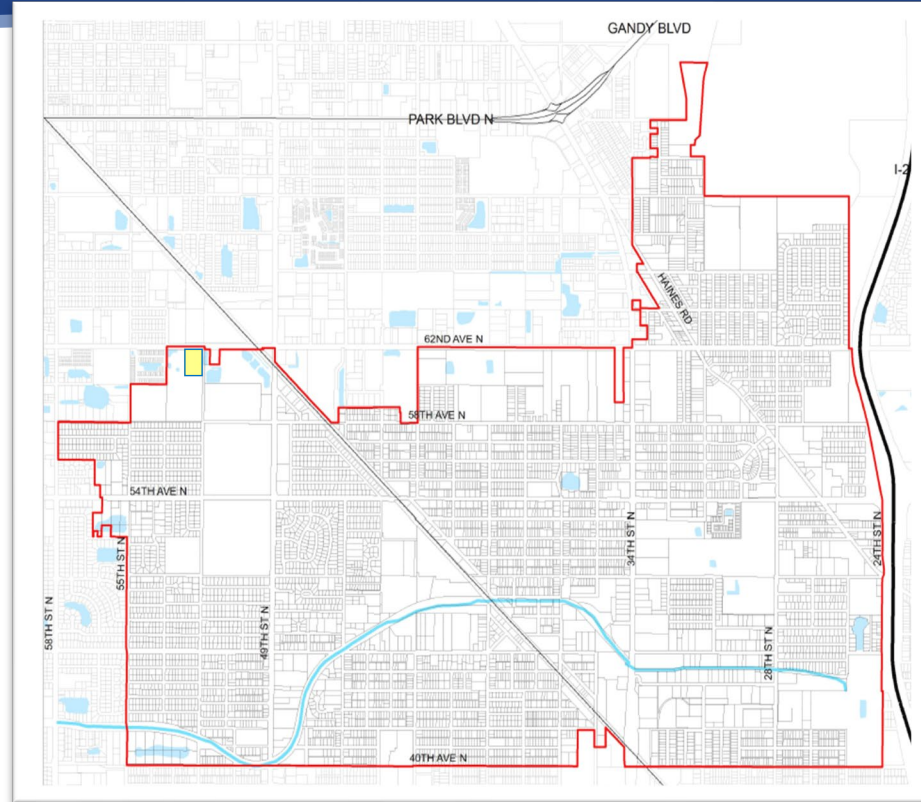 GANDY BLVD
PARK BLVD N
I-2
HAINES RD
62ND AVE N
58TH AVE N
54TH AVE N
34TH ST N
24TH ST N
55TH ST N
58TH ST N
49TH ST N
28TH ST N
40TH AVE N